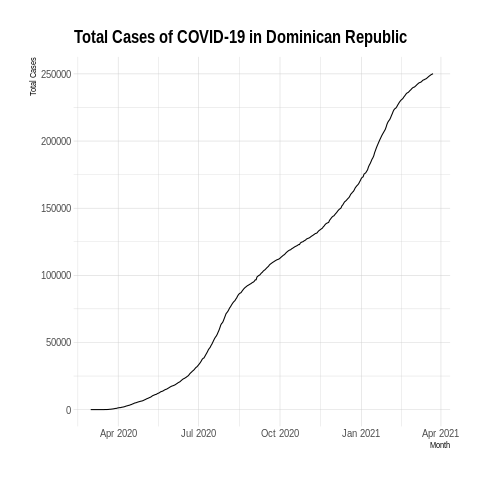 Total Cases of COVID-19 in Dominican Republic
Total Cases
250000
200000
150000
100000
50000
0
Apr 2020 Jul 2020 Oct 2020 Jan 2021 Apr 2021
Month